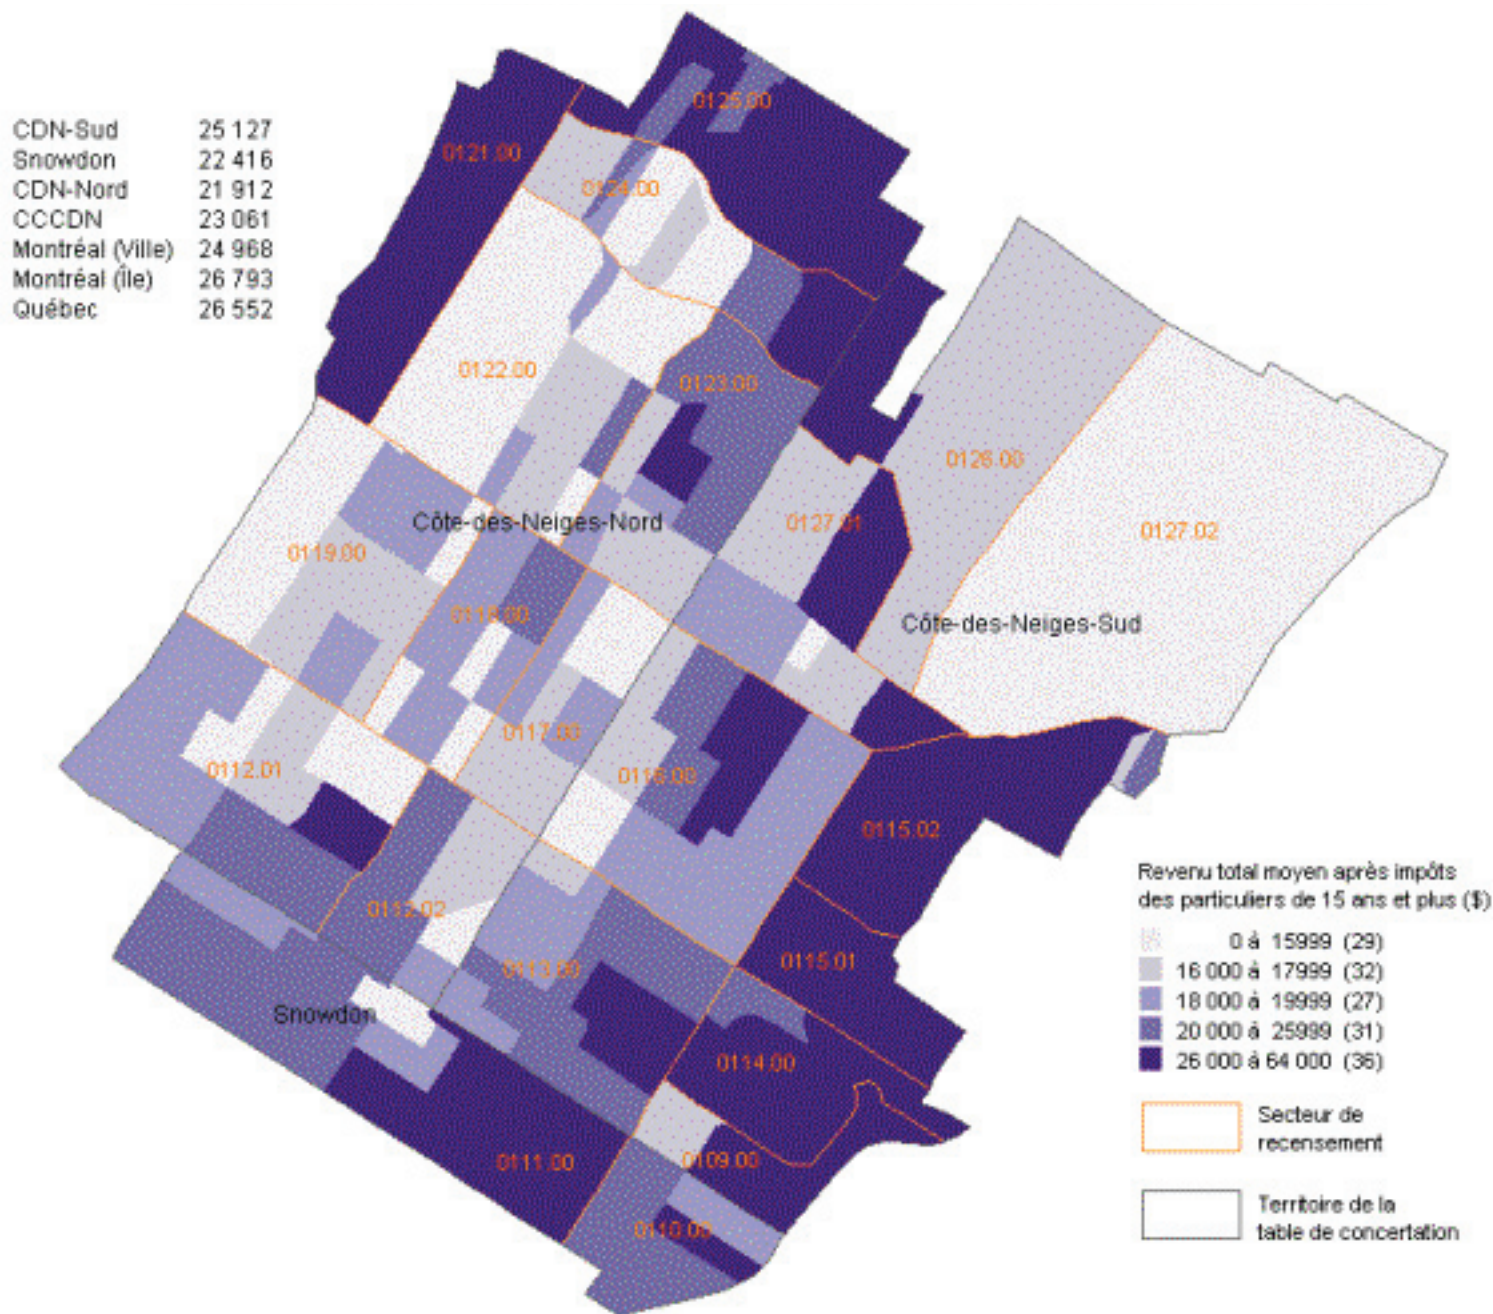 CDN-Sud 25 127
Snowdon 22 416
CDN-Nord 21 912
CCCDN 23 061
Montréal (Ville) 24 968
Montréal (Île) 26 793
Québec 26 552
0125.00
0121.00
0124.00
0122.00
0123.00
0126.00
0127.01
0127.02
Côte-des-Neiges-Nord
0119.00
0118.00
Côte-des-Neiges-Sud
0117.00
0112.01
0116.00
0115.02
0112.02
0113.00
0115.01
Snowdon
0114.00
0111.00
0109.00
0110.00
Revenu total moyen après impôts
des particuliers de 15 ans et plus ($)
0 à 15999 (29)
16 000 à 17999 (32)
18 000 à 19999 (27)
20 000 à 25999 (31)
26 000 à 64 000 (36)
Secteur de
recensement
Territoire de la
table de concertation